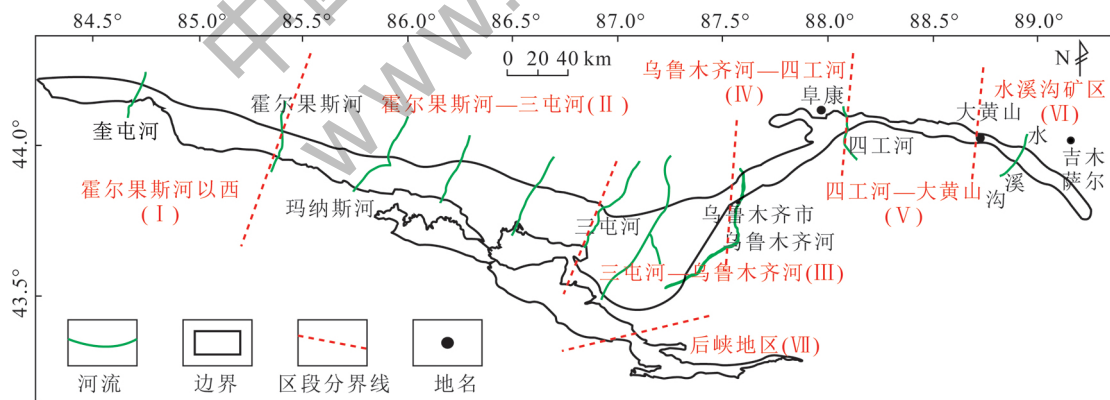 84.5° 85.0° 85.5° 86.0° 86.5° 87.0° 87.5° 88.0° 88.5° 89.0°
0 20 40 km
N
44.0°
43.5°
奎屯河
霍尔果斯河
霍尔果斯河—三屯河(II)
乌鲁木齐河—四工河
(IV)
阜康
大黄山
水溪沟矿区
(VI)
水
溪
沟
吉木
萨尔
四工河
霍尔果斯河以西
(I)
玛纳斯河
三屯河
乌鲁木齐市
乌鲁木齐河
四工河—大黄山
(V)
三屯河—乌鲁木齐河(III)
后峡地区(VII)
河流
边界
区段分界线
地名
中
www.